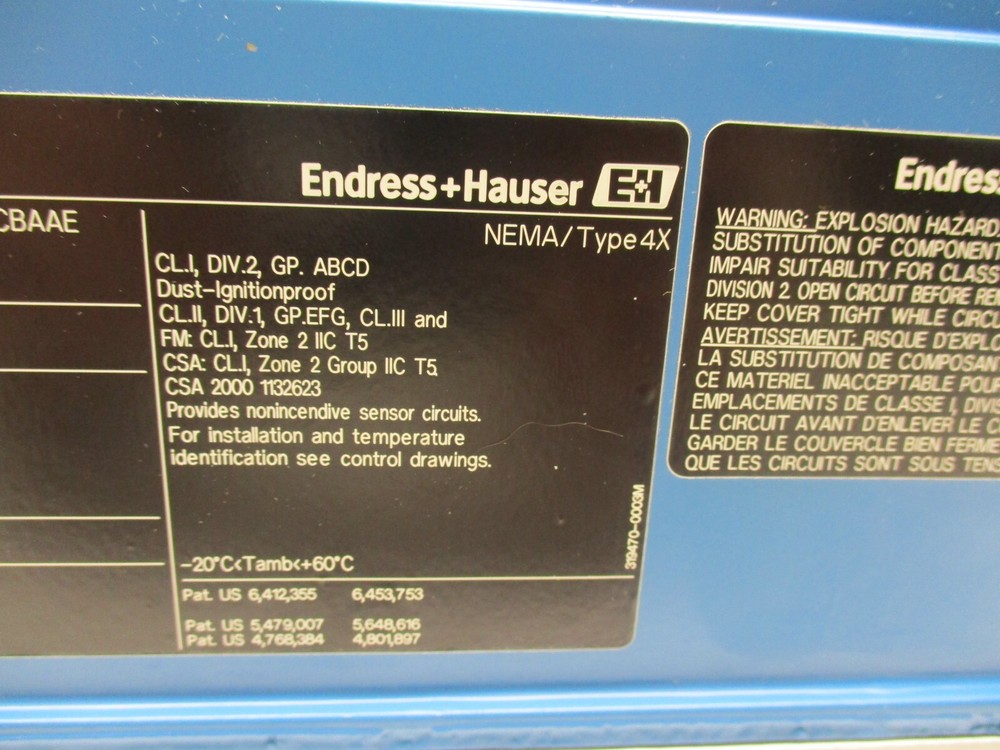 Endress+Hauser E+H
CBAAE
NEMA/Type 4X
CL.I, DIV.2, GP. ABCD
Dust-Ignitionproof
CL.II, DIV.1, GP.EFG, CL.III and
FM: CL.I, Zone 2 IIC T5
CSA: CL.I, Zone 2 Group IIC T5.
CSA 2000 1132623
Provides nonincendive sensor circuits.
For installation and temperature
identification see control drawings.
319470-0003M
-20°C<Tamb<+60°C
Pat. US 6,412,355 6,453,753
Pat. US 5,479,007 5,648,616
Pat. US 4,768,384 4,801,897
Endress
WARNING: EXPLOSION HAZARD.
SUBSTITUTION OF COMPONENT
IMPAIR SUITABILITY FOR CLASS
DIVISION 2. OPEN CIRCUIT BEFORE RE
KEEP COVER TIGHT WHILE CIRCU
AVERTISSEMENT: RISQUE D'EXPLO
LA SUBSTITUTION DE COMPOSAN
CE MATERIEL INACCEPTABLE POUR
EMPLACEMENTS DE CLASSE I, DIVI
LE CIRCUIT AVANT D'ENLEVER LE C
GARDER LE COUVERCLE BIEN FERME
QUE LES CIRCUITS SONT SOUS TENS